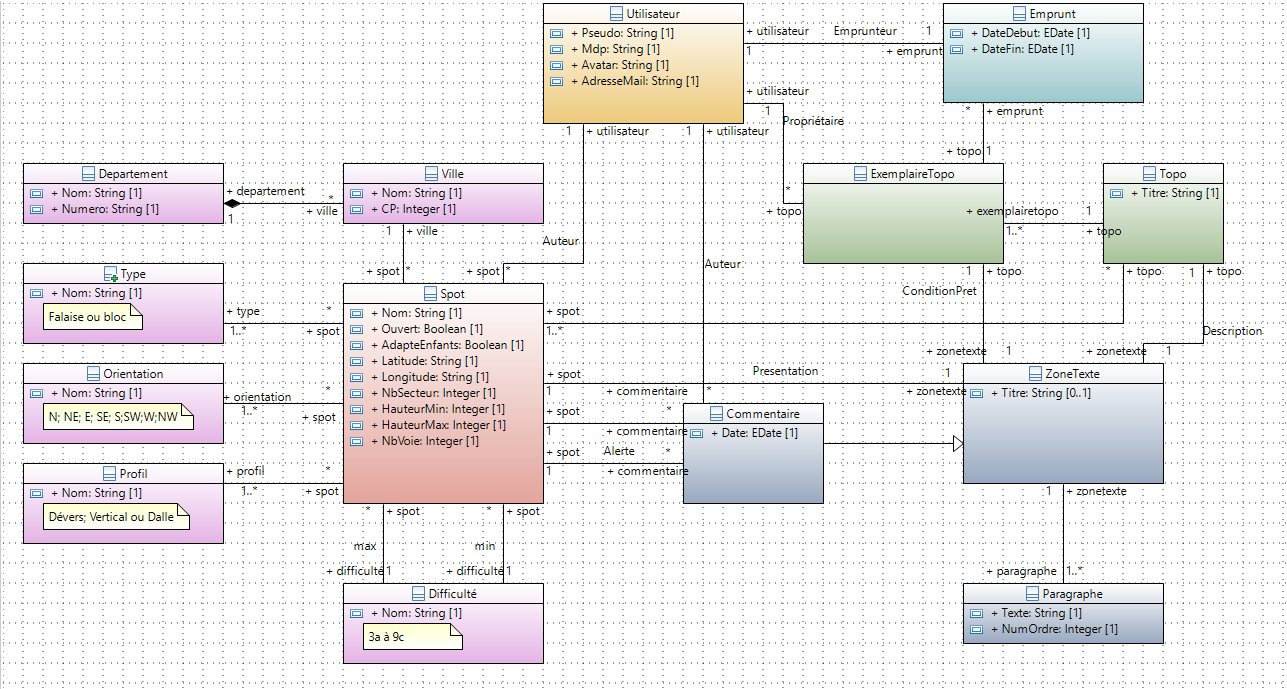 Utilisateur
+ Pseudo: String [1]
+ Mdp: String [1]
+ Avatar: String [1]
+ AdresseMail: String [1]
+ utilisateur
Emprunteur
1
1
+ emprunt
Emprunt
+ DateDebut: EDate [1]
+ DateFin: EDate [1]
+ utilisateur
1
Propriétaire
*
+ topo
* + emprunt
+ topo 1
1 + utilisateur
1 + utilisateur
Auteur
Auteur
Departement
+ Nom: String [1]
+ Numero: String [1]
+ departement
*
1
+ ville
Ville
+ Nom: String [1]
+ CP: Integer [1]
1 + ville
+ spot *
+ spot *
ExemplaireTopo
+ exemplairetopo
1
1..*
+ topo
Topo
+ Titre: String [1]
1 + topo
* + topo
1 + topo
ConditionPret
Description
+ zonetexte 1
+ zonetexte 1
Type
+ Nom: String [1]
Falaise ou bloc
+ type
*
1..*
+ spot
Orientation
+ Nom: String [1]
N; NE; E; SE; S;SW;W;NW
+ orientation
*
1..*
+ spot
Profil
+ Nom: String [1]
Dévers; Vertical ou Dalle
+ profil
*
1..*
+ spot
Spot
+ Nom: String [1]
+ Ouvert: Boolean [1]
+ AdapteEnfants: Boolean [1]
+ Latitude: String [1]
+ Longitude: String [1]
+ NbSecteur: Integer [1]
+ HauteurMin: Integer [1]
+ HauteurMax: Integer [1]
+ NbVoie: Integer [1]
+ spot
1..*
+ spot
Presentation
1
1
+ commentaire
*
+ zonetexte
+ spot
*
1
+ commentaire
+ spot
Alerte
*
1
+ commentaire
Commentaire
+ Date: EDate [1]
ZoneTexte
+ Titre: String [0..1]
1 + zonetexte
+ paragraphe 1..*
Paragraphe
+ Texte: String [1]
+ NumOrdre: Integer [1]
* + spot
* + spot
max
min
+ difficulté 1
+ difficulté 1
Difficulté
+ Nom: String [1]
3a à 9c